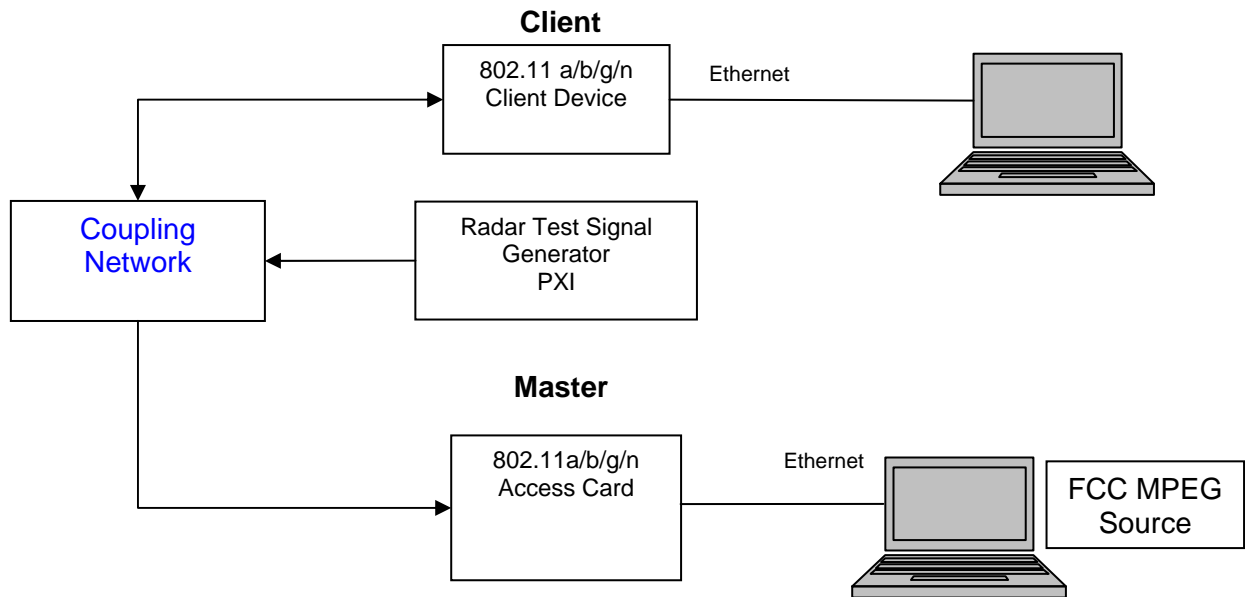 Client
802.11 a/b/g/n
Client Device
Ethernet
Coupling
Network
Radar Test Signal
Generator
PXI
Master
802.11a/b/g/n
Access Card
Ethernet
FCC MPEG
Source